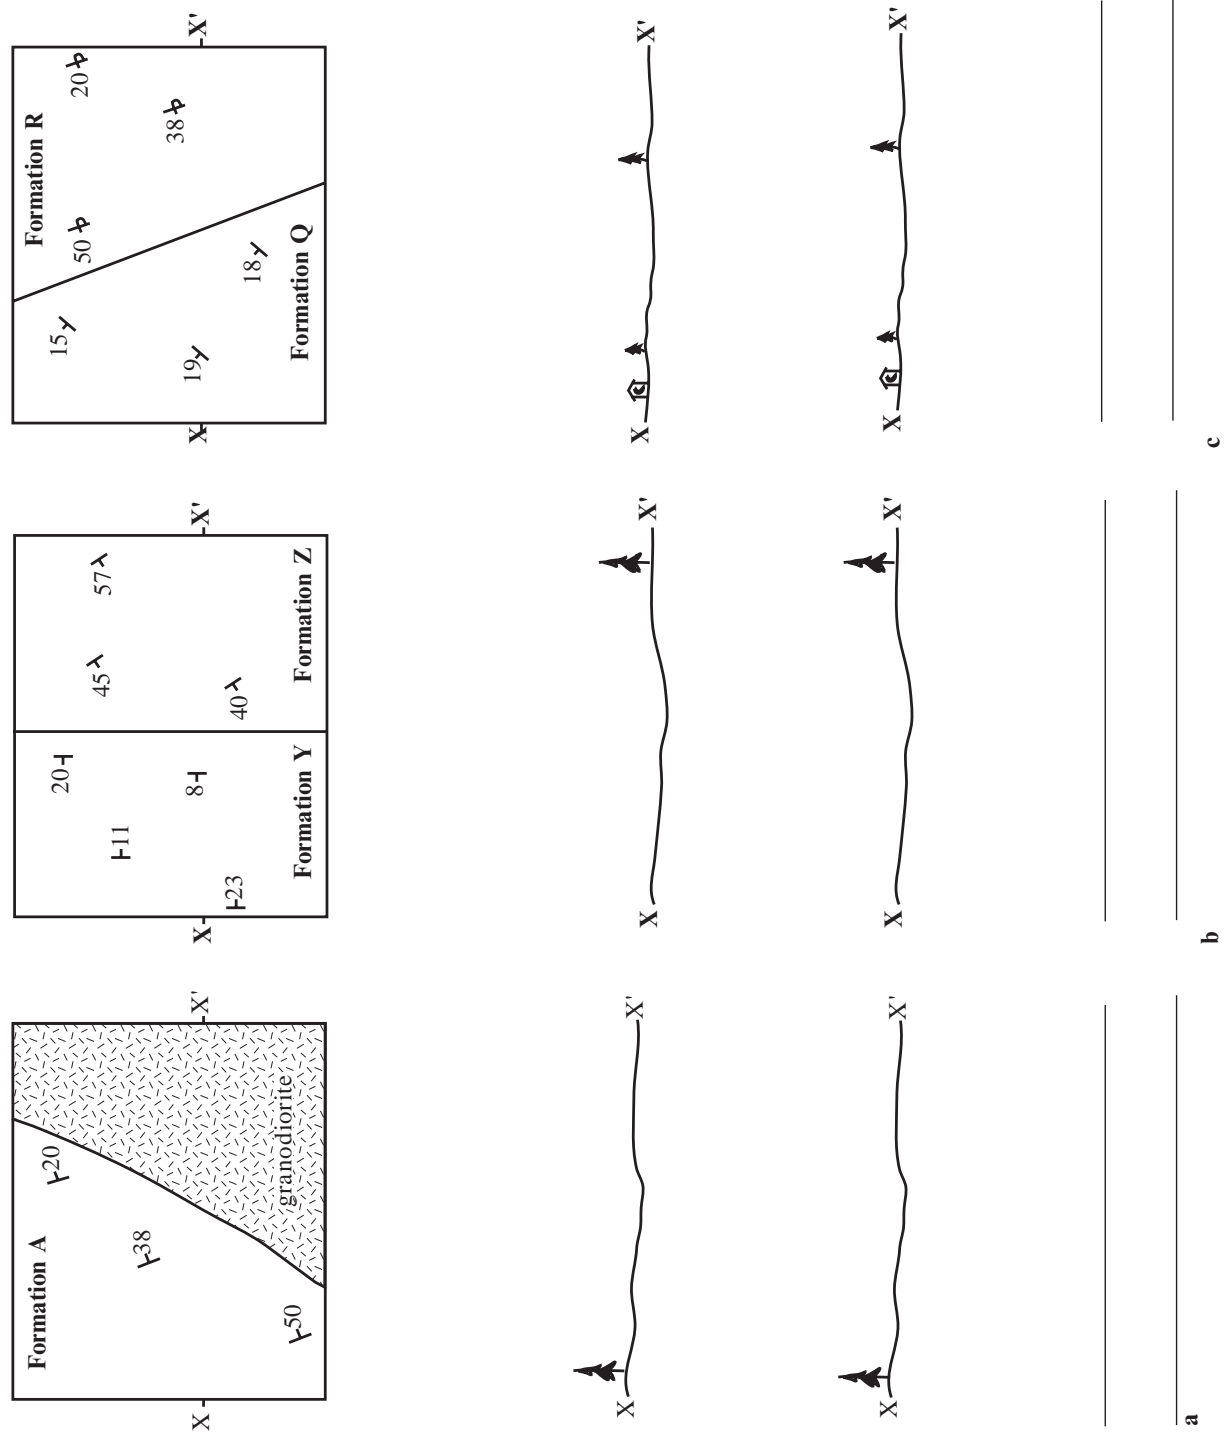 Formation A
20
38
X X'
granodiorite
50
X X'
X X'
a
20
45 57
11
8
X X'
23 40
Formation Y Formation Z
X X'
X X'
b
Formation R
15
50 20
38
19
X X'
18
Formation Q
X X'
X X'
c